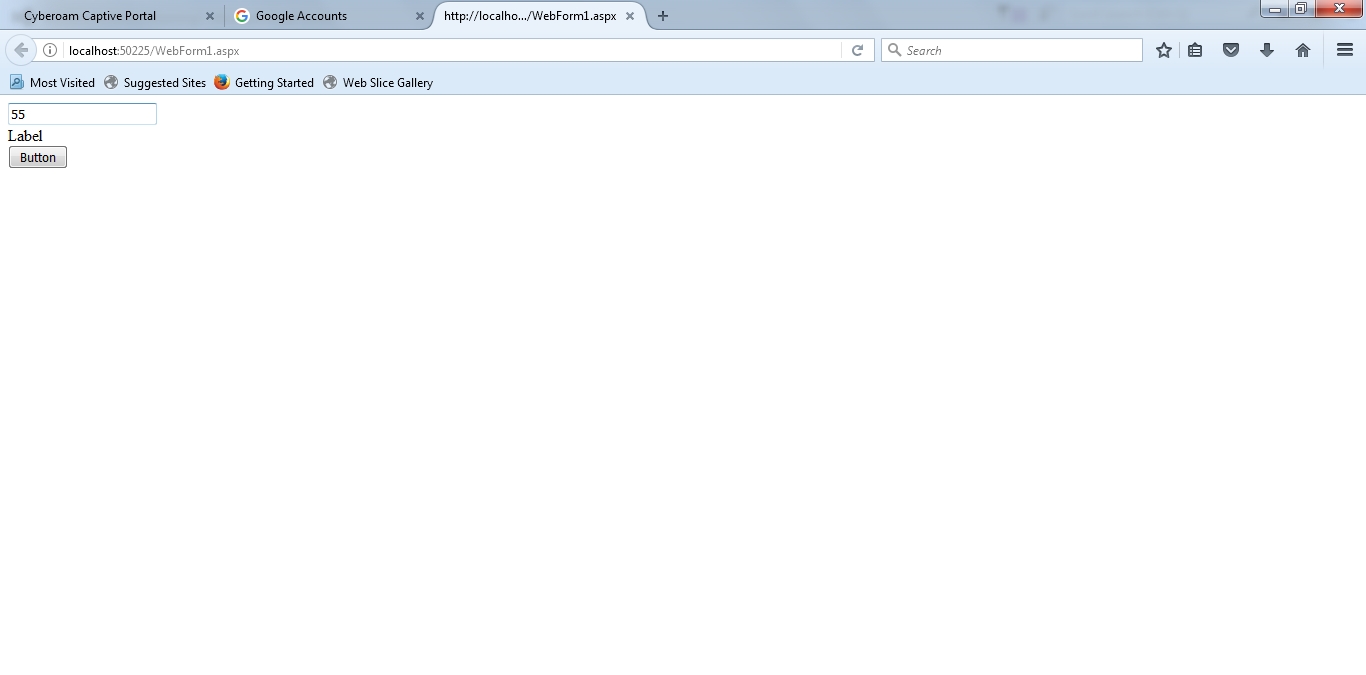 Cyberoam Captive Portal
Google Accounts
http://localho.../WebForm1.aspx
localhost:50225/WebForm1.aspx
Search
Most Visited
Suggested Sites
Getting Started
Web Slice Gallery
55
Label
Button